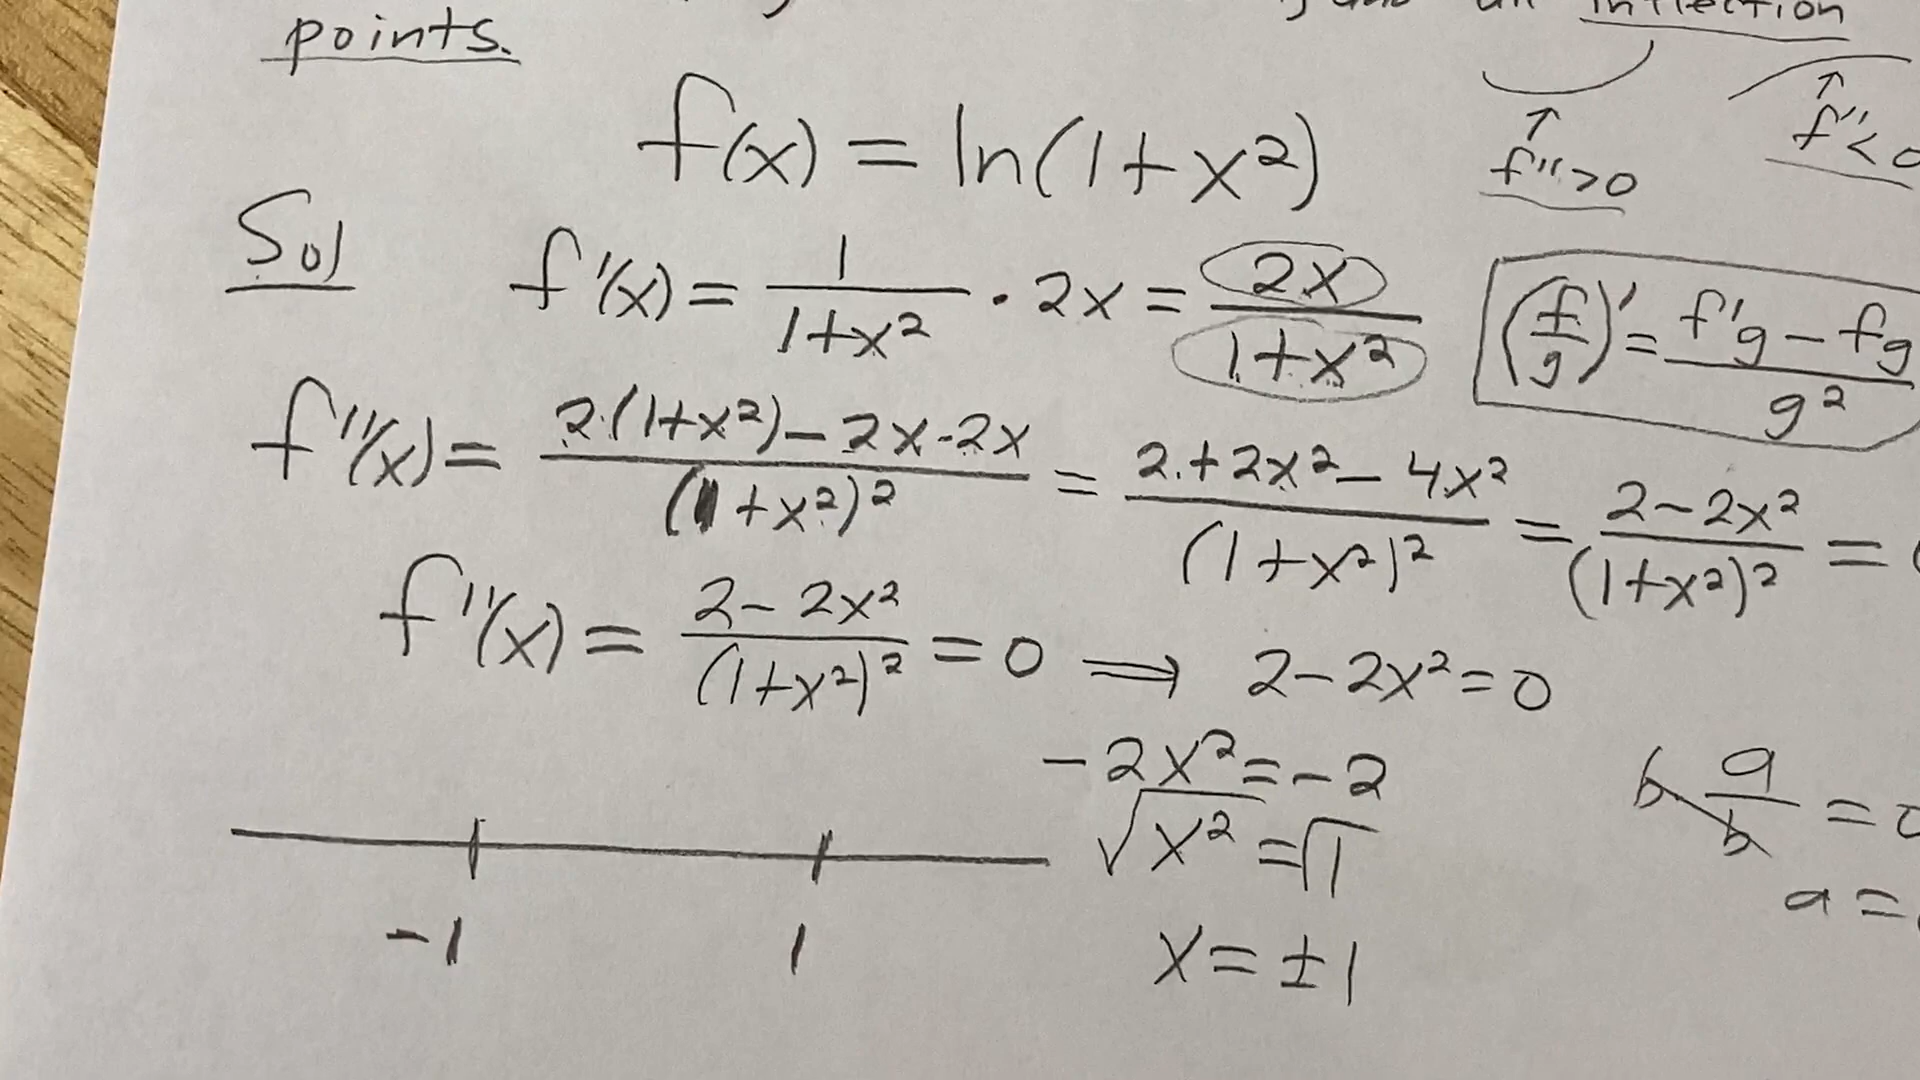 an inflection
points.
f(x) = ln(1+x²)
f''>0
f''<0
Sol f'(x) = 1/(1+x²) · 2x = 2x/(1+x²)
(f/g)' = (f'g - fg)/g²
f''(x) = (2·(1+x²) - 2x·2x)/(1+x²)² = (2+2x²-4x²)/(1+x²)² = (2-2x²)/(1+x²)² =
f''(x) = (2-2x²)/(1+x²)² = 0 ⟹ 2-2x²=0
-2x²=-2
√x² = √1
x = ±1
-1 1
b a/b =
a =